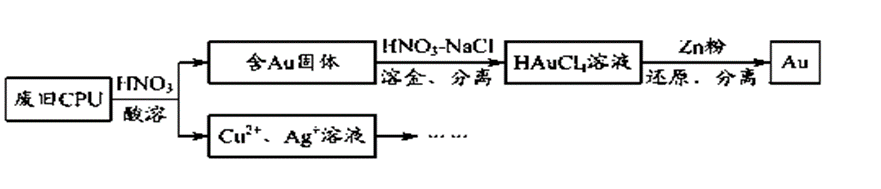 废旧CPU
HNO₃
酸溶
含Au固体
HNO₃-NaCl
溶金、分离
HAuCl₄溶液
Zn粉
还原、分离
Au
Cu²⁺、Ag⁺溶液
……